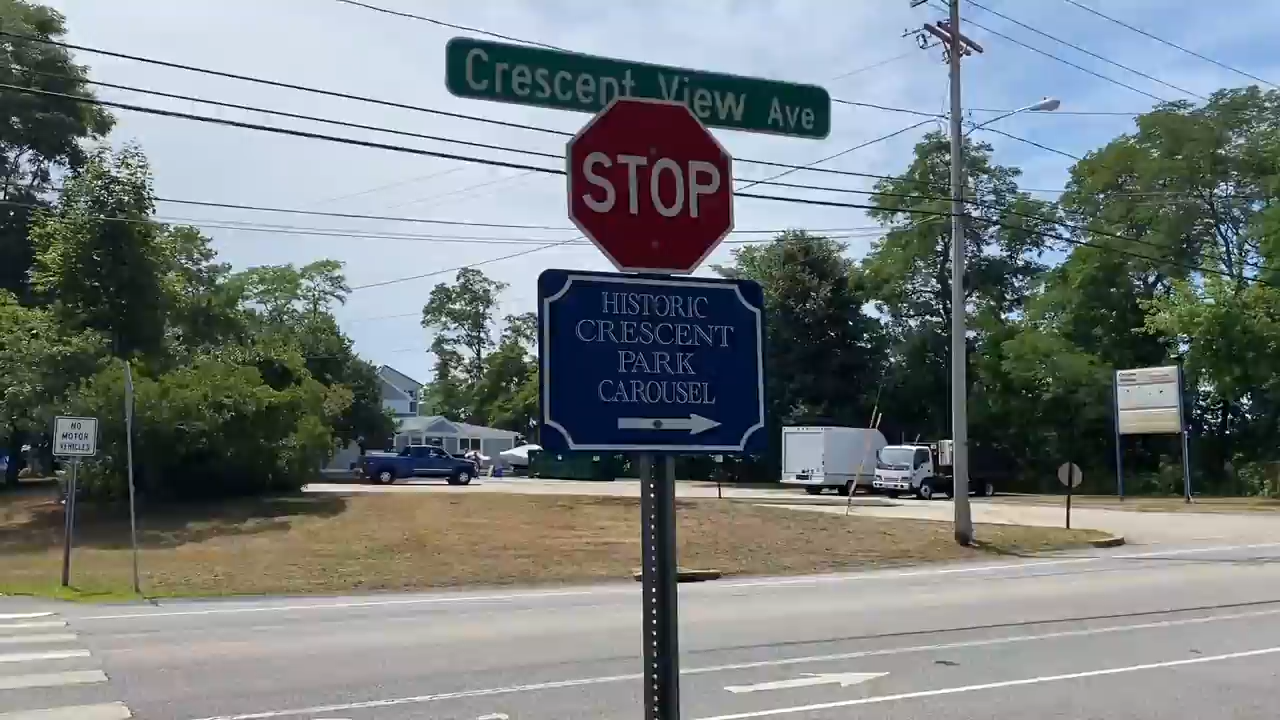 Crescent View Ave
STOP
HISTORIC
CRESCENT
PARK
CAROUSEL
NO
MOTOR
VEHICLES